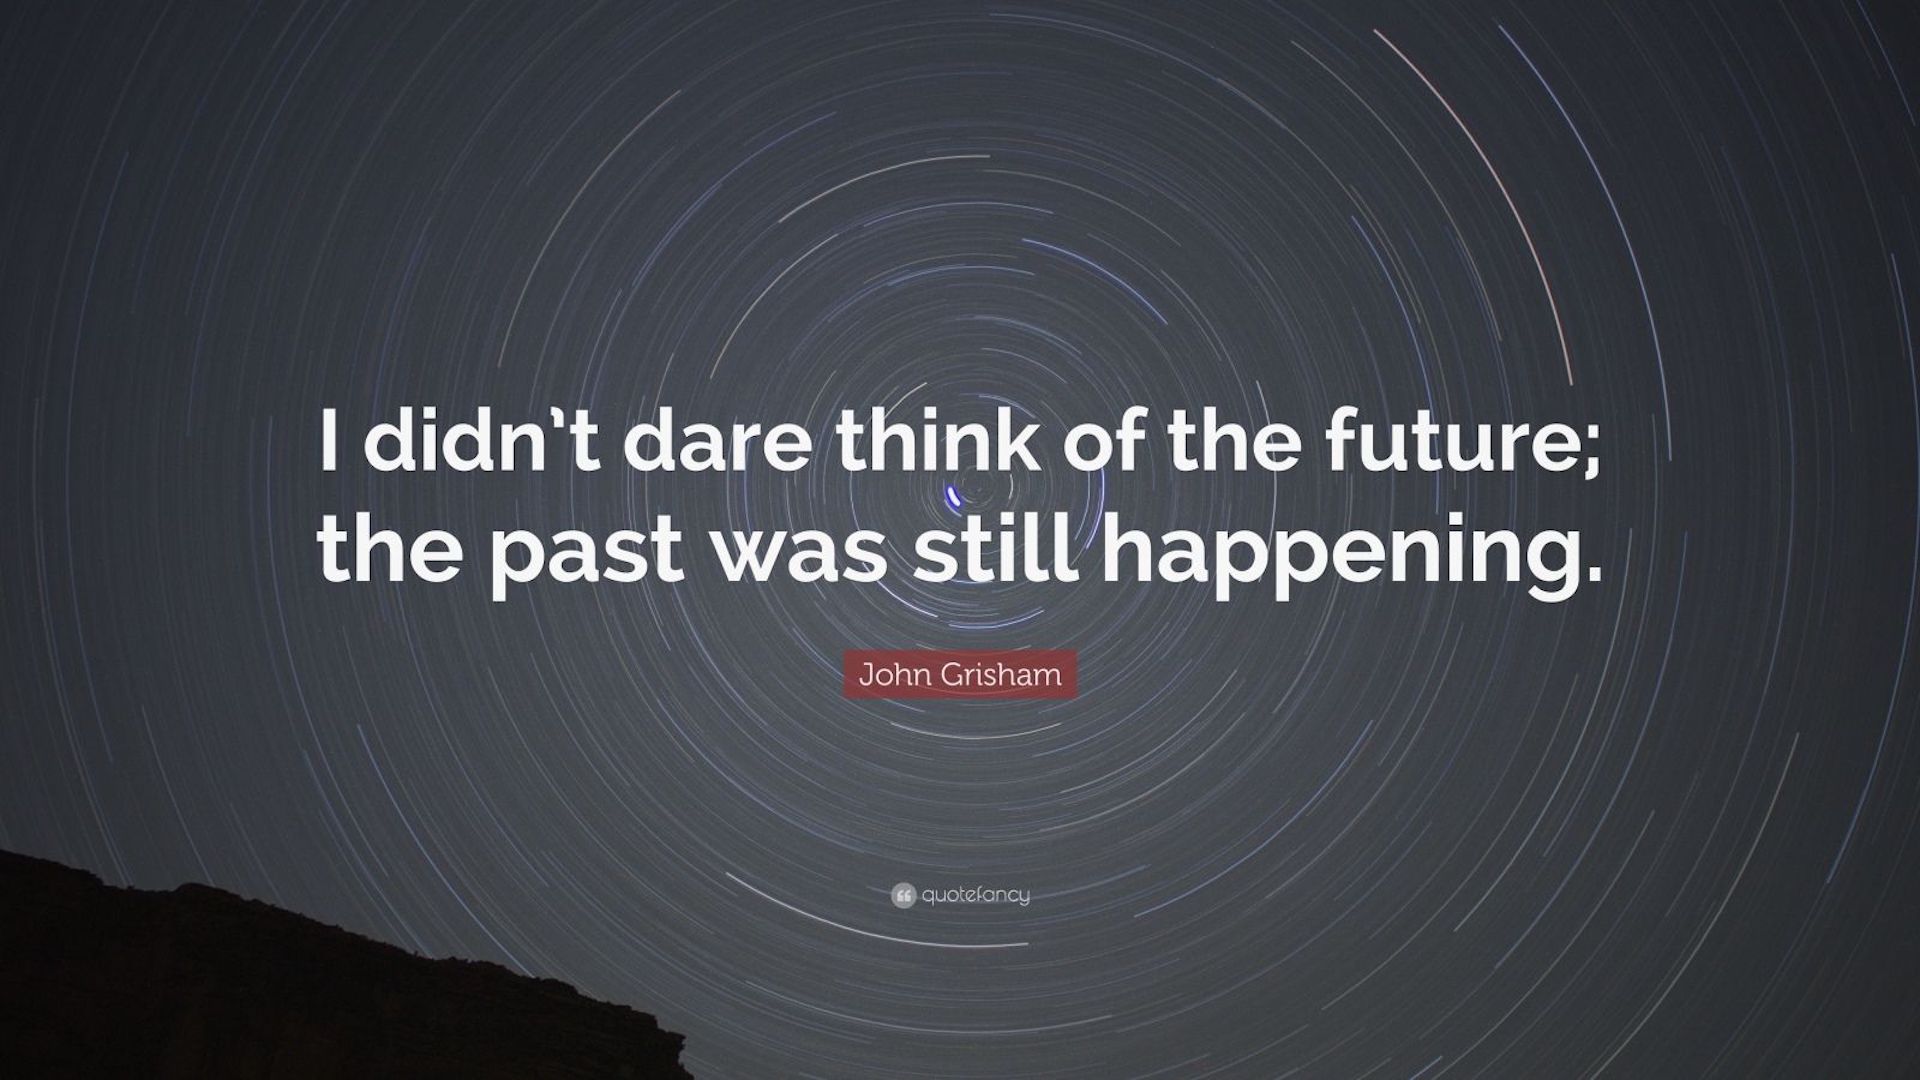 I didn’t dare think of the future;
the past was still happening.
John Grisham
quotefancy